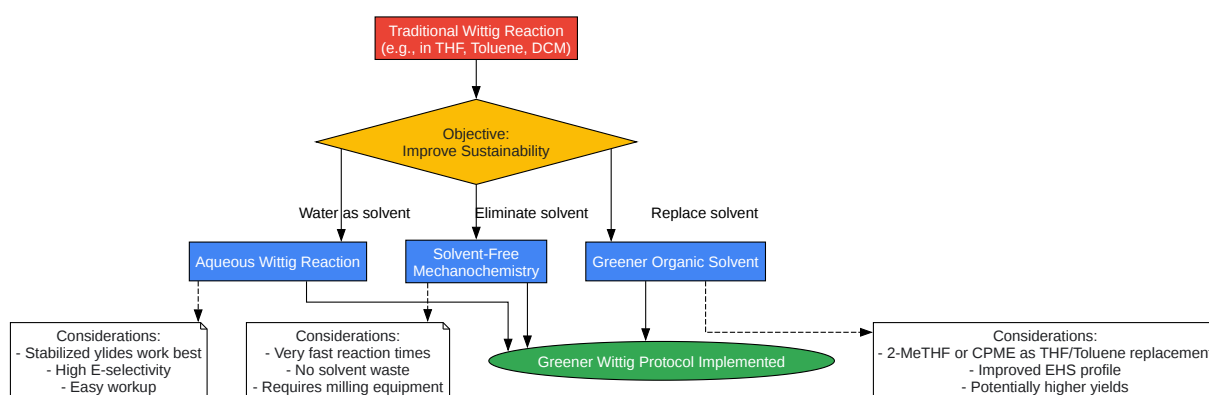 Traditional Wittig Reaction
(e.g., in THF, Toluene, DCM)
Objective:
Improve Sustainability
Water as solvent
Eliminate solvent
Replace solvent
Aqueous Wittig Reaction
Solvent-Free
Mechanochemistry
Greener Organic Solvent
Considerations:
- Stabilized ylides work best
- High E-selectivity
- Easy workup
Considerations:
- Very fast reaction times
- No solvent waste
- Requires milling equipment
Greener Wittig Protocol Implemented
Considerations:
- 2-MeTHF or CPME as THF/Toluene replacement
- Improved EHS profile
- Potentially higher yields